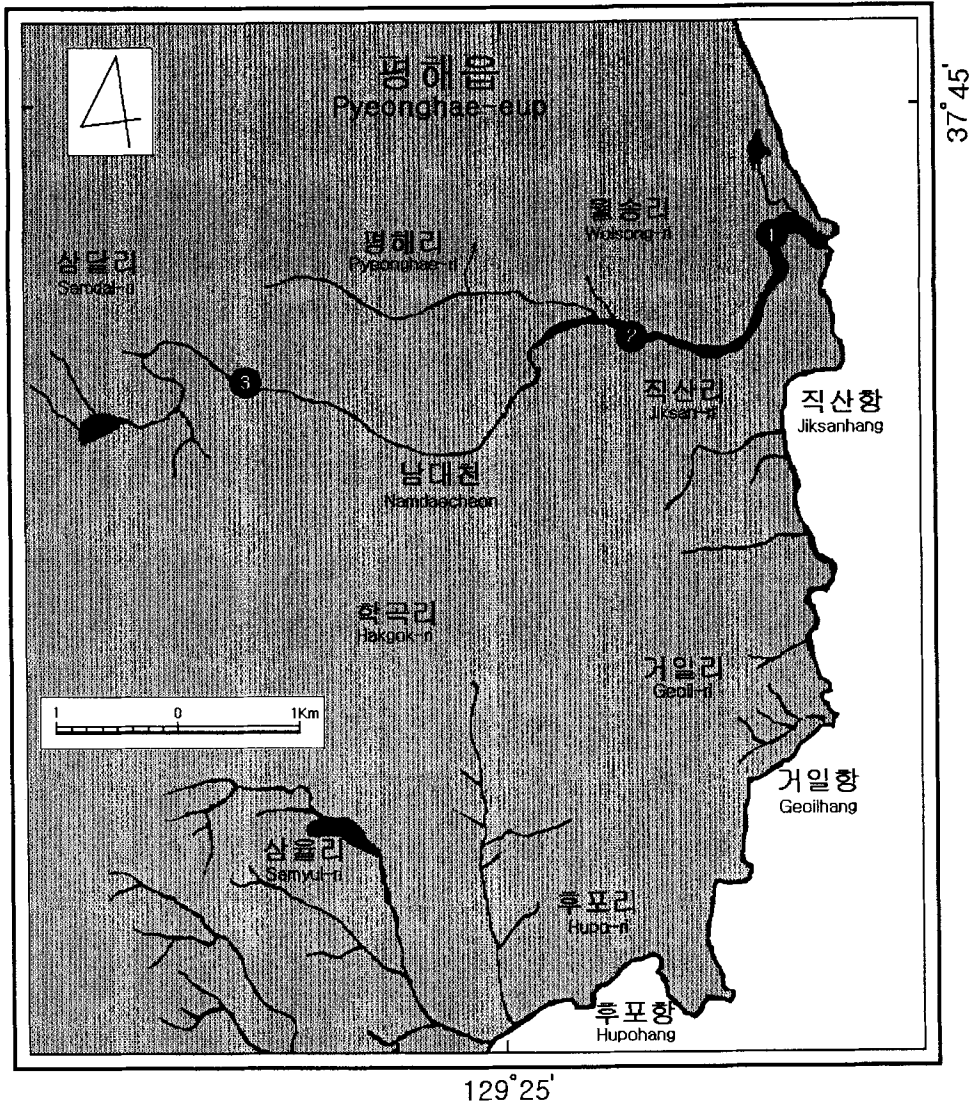 평해읍
Pyeonghae-eup
37°45'
월송리
Wolsong-ri
1
평해리
Pyeonghae-ri
삼달리
Samdal-ri
2
3
직산리
Jiksan-ri
직산항
Jiksanhang
남대천
Namdaecheon
학곡리
Hakgok-ri
거일리
Geoil-ri
1 0 1Km
거일항
Geoilhang
삼율리
Samyul-ri
후포리
Hupo-ri
후포항
Hupohang
129°25'